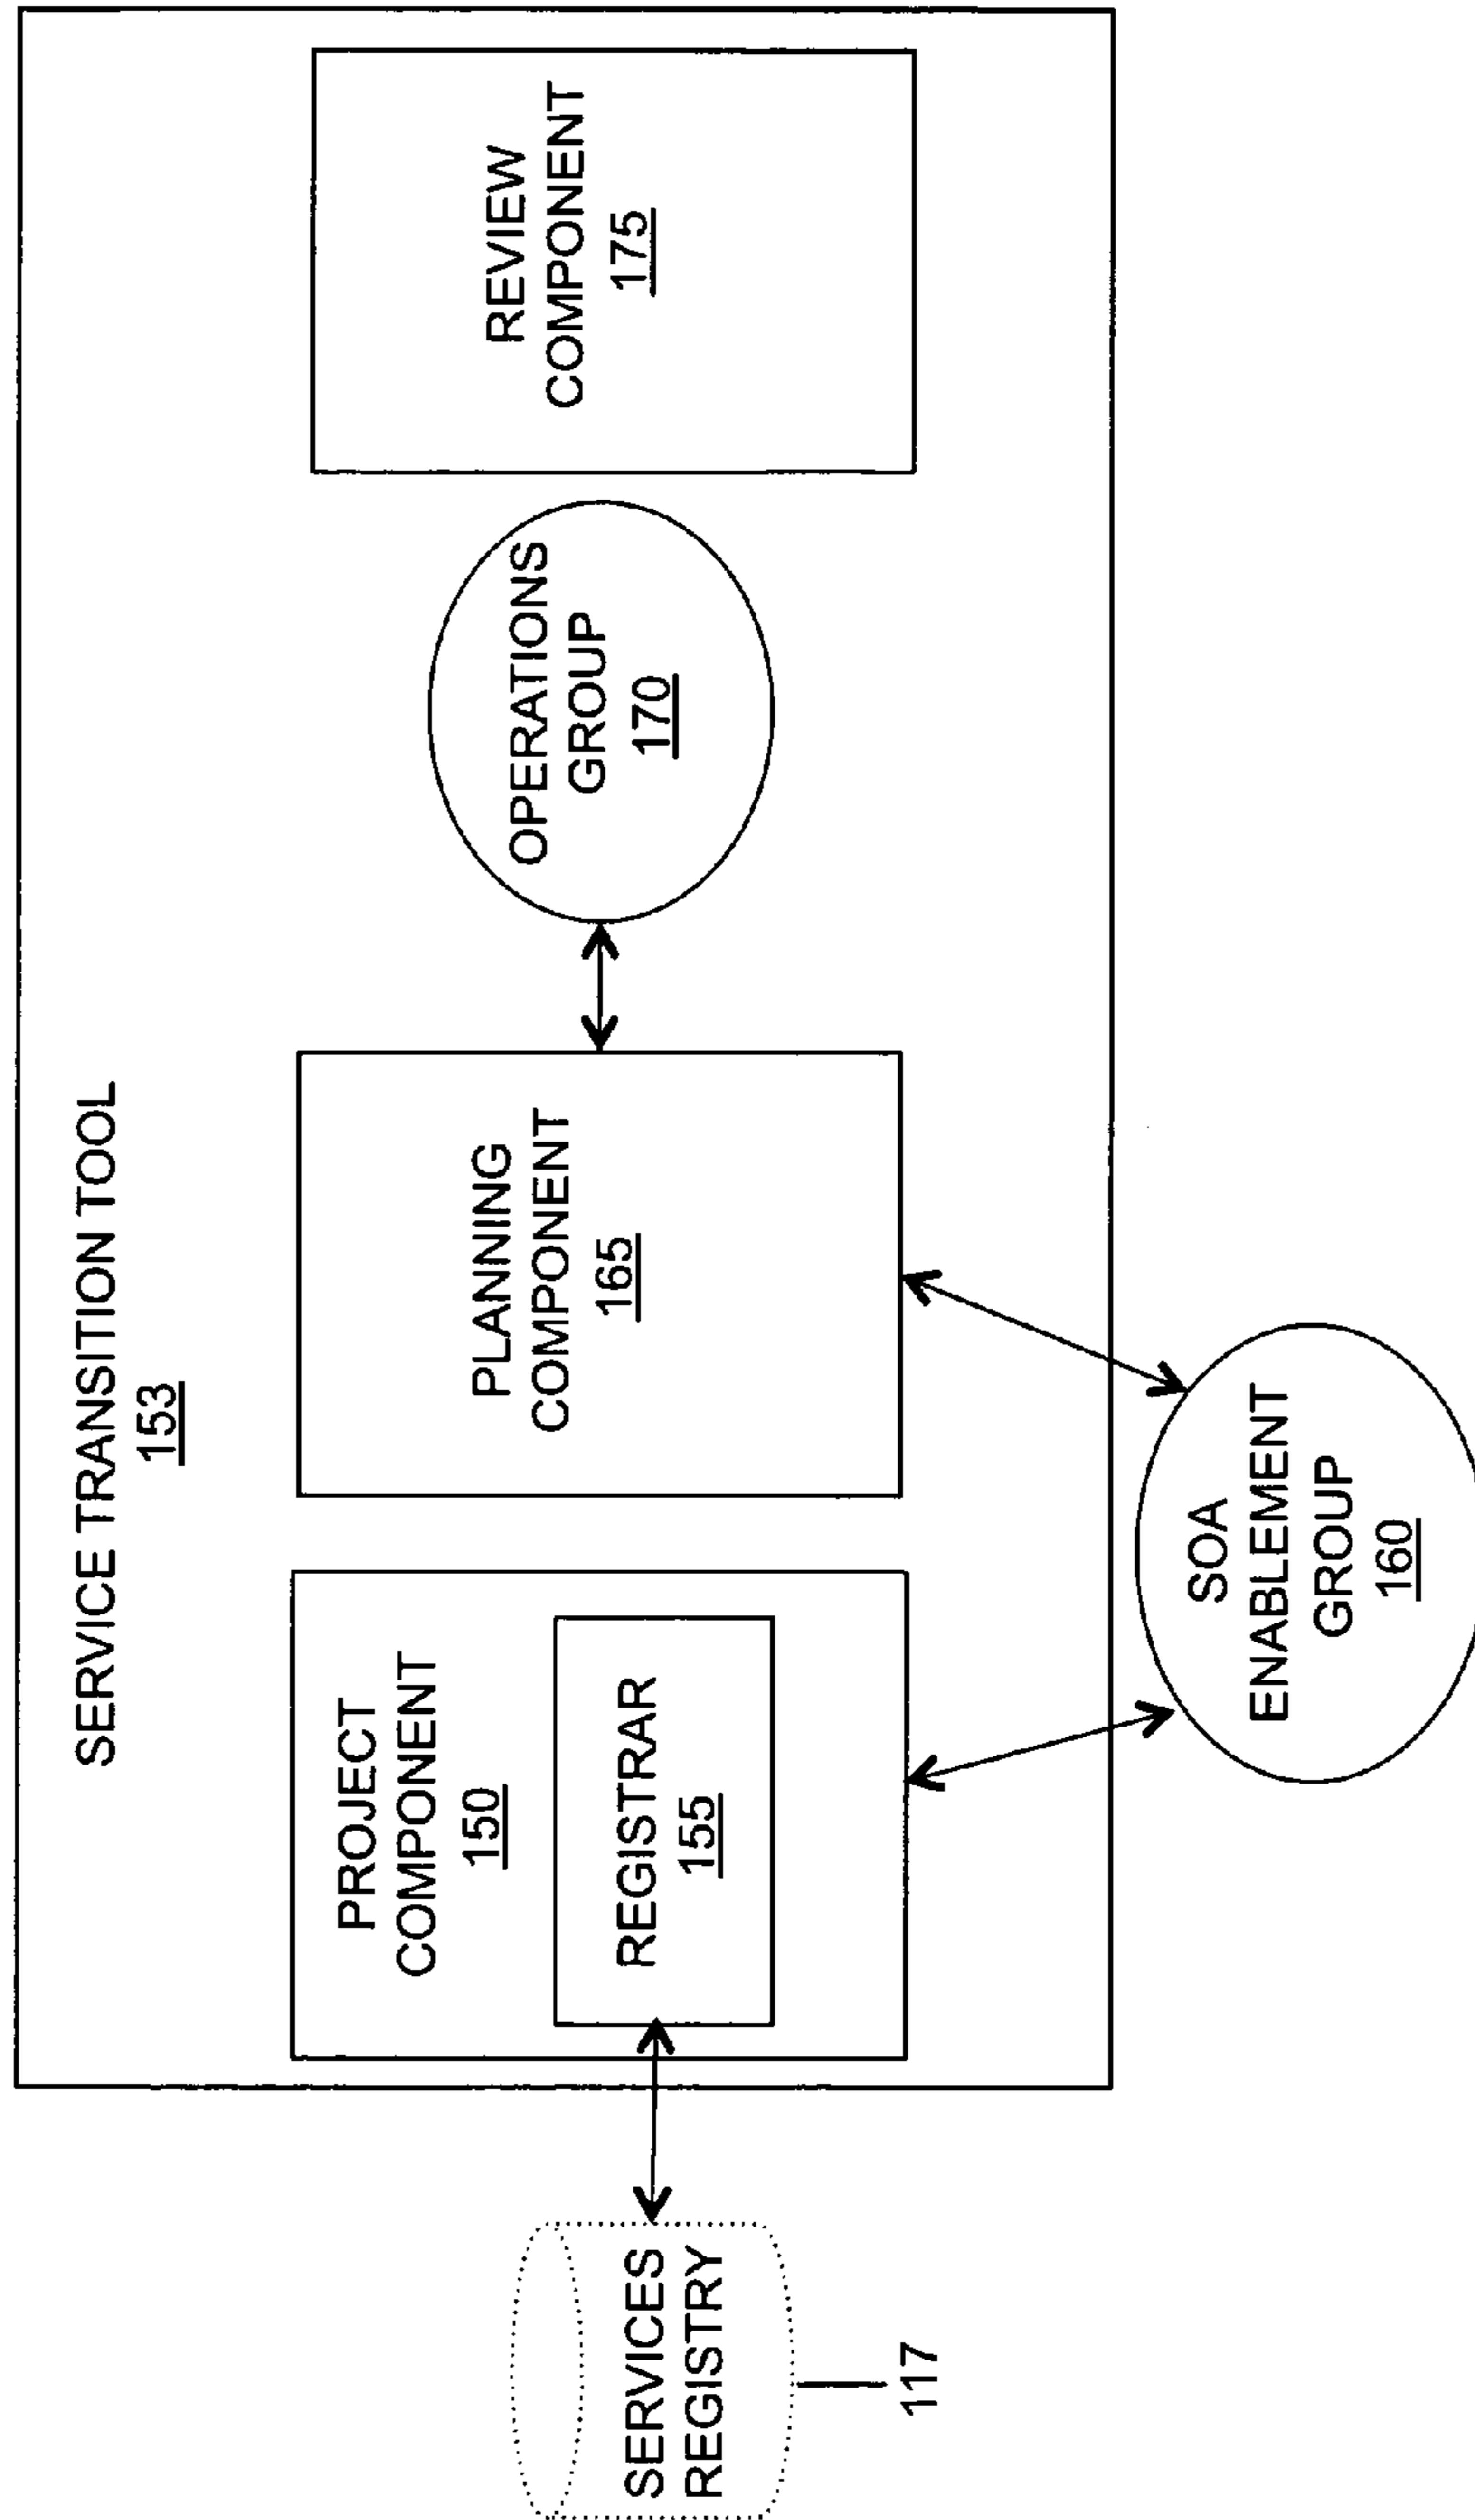 SERVICE TRANSITION TOOL
153
PROJECT
COMPONENT
150
REGISTRAR
155
PLANNING
COMPONENT
165
OPERATIONS
GROUP
170
REVIEW
COMPONENT
175
SERVICES
REGISTRY
117
SOA
ENABLEMENT
GROUP
160